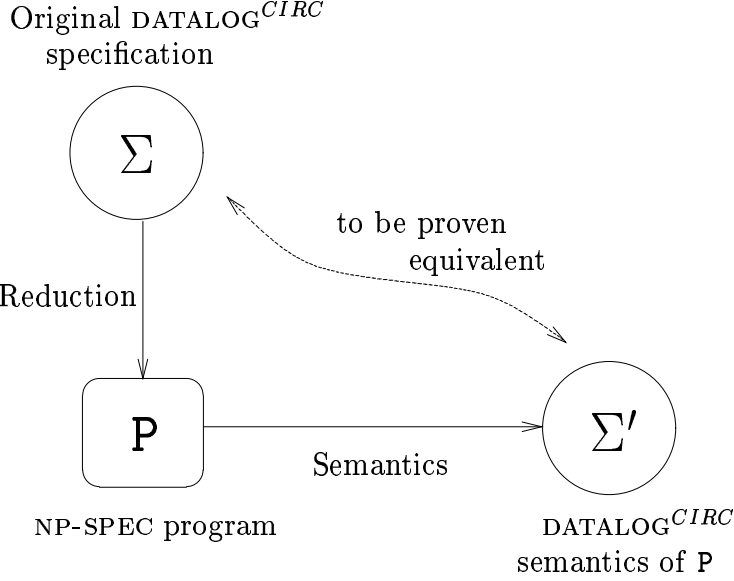 Original DATALOG^CIRC
specification
Σ
to be proven
equivalent
Reduction
P
Σ′
Semantics
NP-SPEC program
DATALOG^CIRC
semantics of P